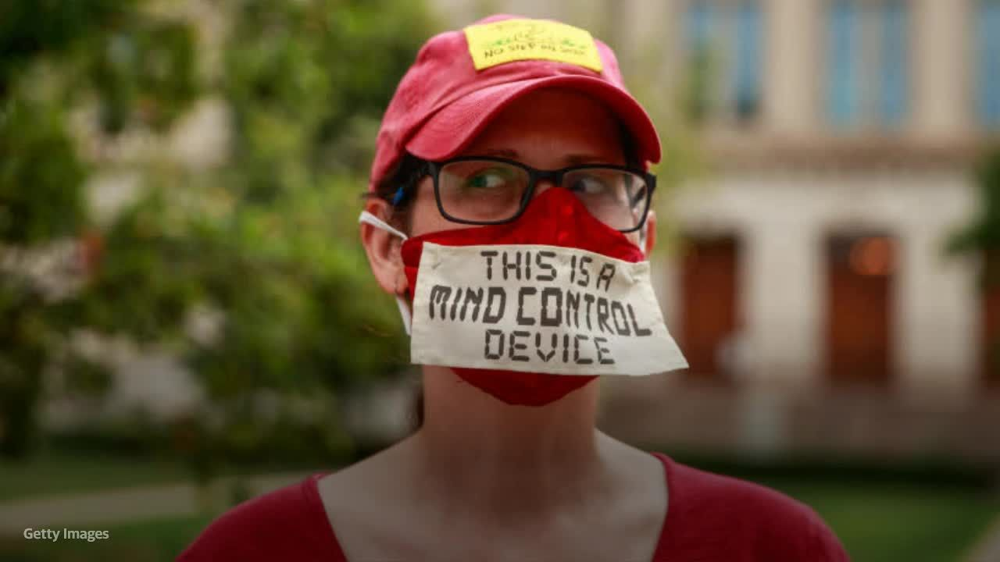 THIS IS A
MIND CONTROL
DEVICE
Getty Images